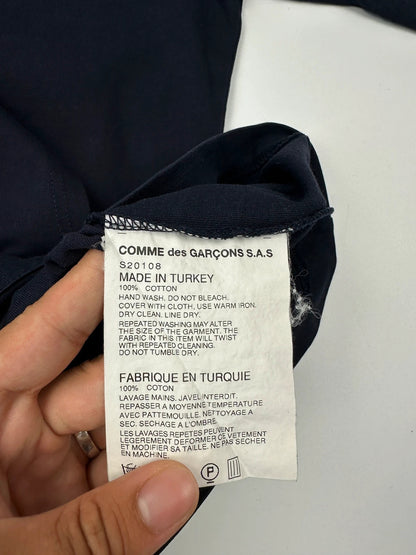 COMME des GARÇONS S.A.S
S20108
MADE IN TURKEY
100% COTTON
HAND WASH. DO NOT BLEACH.
COVER WITH CLOTH, USE WARM IRON.
DRY CLEAN. LINE DRY.
REPEATED WASHING MAY ALTER
THE SIZE OF THE GARMENT. THE
FABRIC IN THIS ITEM WILL TWIST
WITH REPEATED CLEANING.
DO NOT TUMBLE DRY.
FABRIQUE EN TURQUIE
100% COTON
LAVAGE MAINS. JAVEL INTERDIT.
REPASSER A MOYENNE TEMPERATURE
AVEC PATTEMOUILLE. NETTOYAGE A
SEC. SECHAGE A L'OMBRE.
LES LAVAGES REPETES PEUVENT
LEGEREMENT DEFORMER CE VETEMENT
ET MODIFIER SA TAILLE. NE PAS SECHER
EN MACHINE.
P